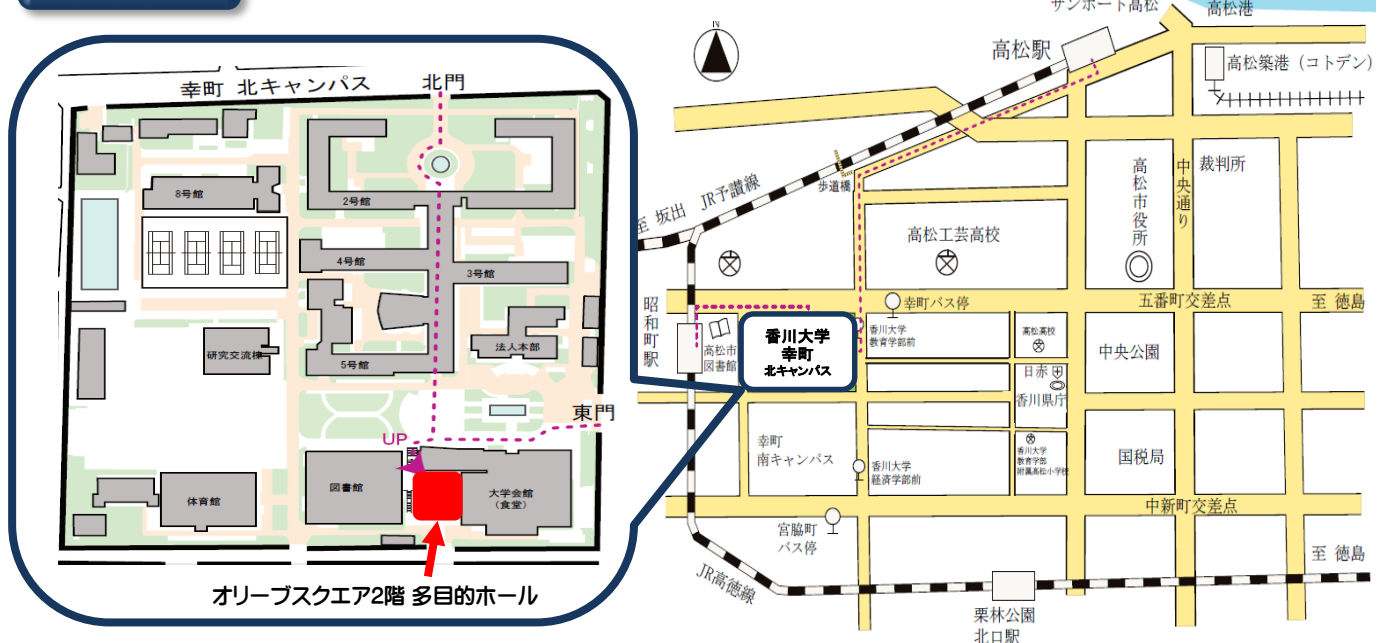 幸町 北キャンパス
北門
8号館
2号館
4号館
3号館
研究交流棟
5号館
法人本部
東門
UP
図書館
体育館
大学会館
(食堂)
オリーブスクエア2階 多目的ホール
サンポート高松
高松港
N
高松駅
高松築港 (コトデン)
歩道橋
至 坂出
JR予讃線
高松市役所
中央通り
裁判所
高松工芸高校
昭和町駅
幸町バス停
五番町交差点
至 徳島
高松市
図書館
香川大学
幸町
北キャンパス
香川大学
教育学部前
高松高校
中央公園
日赤
香川県庁
幸町
南キャンパス
香川大学
経済学部前
香川大学
教育学部
附属高松小学校
国税局
中新町交差点
宮脇町
バス停
至 徳島
JR高徳線
栗林公園
北口駅